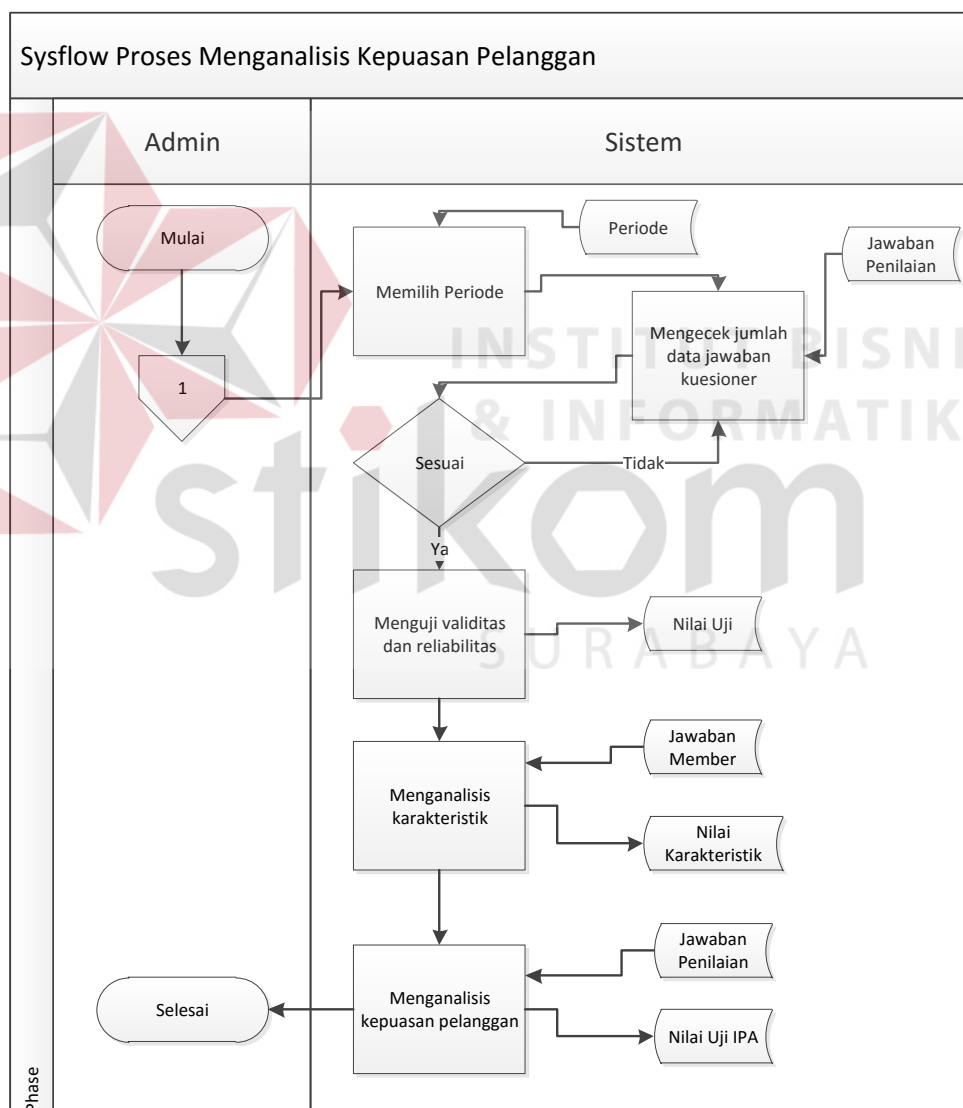 Sysflow Proses Menganalisis Kepuasan Pelanggan
Admin
Sistem
Mulai
Periode
Jawaban
Penilaian
Memilih Periode
Mengecek jumlah
data jawaban
kuesioner
1
Sesuai
Tidak
Ya
Menguji validitas
dan reliabilitas
Nilai Uji
Jawaban
Member
Menganalisis
karakteristik
Nilai
Karakteristik
Jawaban
Penilaian
Menganalisis
kepuasan pelanggan
Selesai
Nilai Uji IPA
Phase
INSTITUT BISNI
& INFORMATIK
stikom
SURABAYA